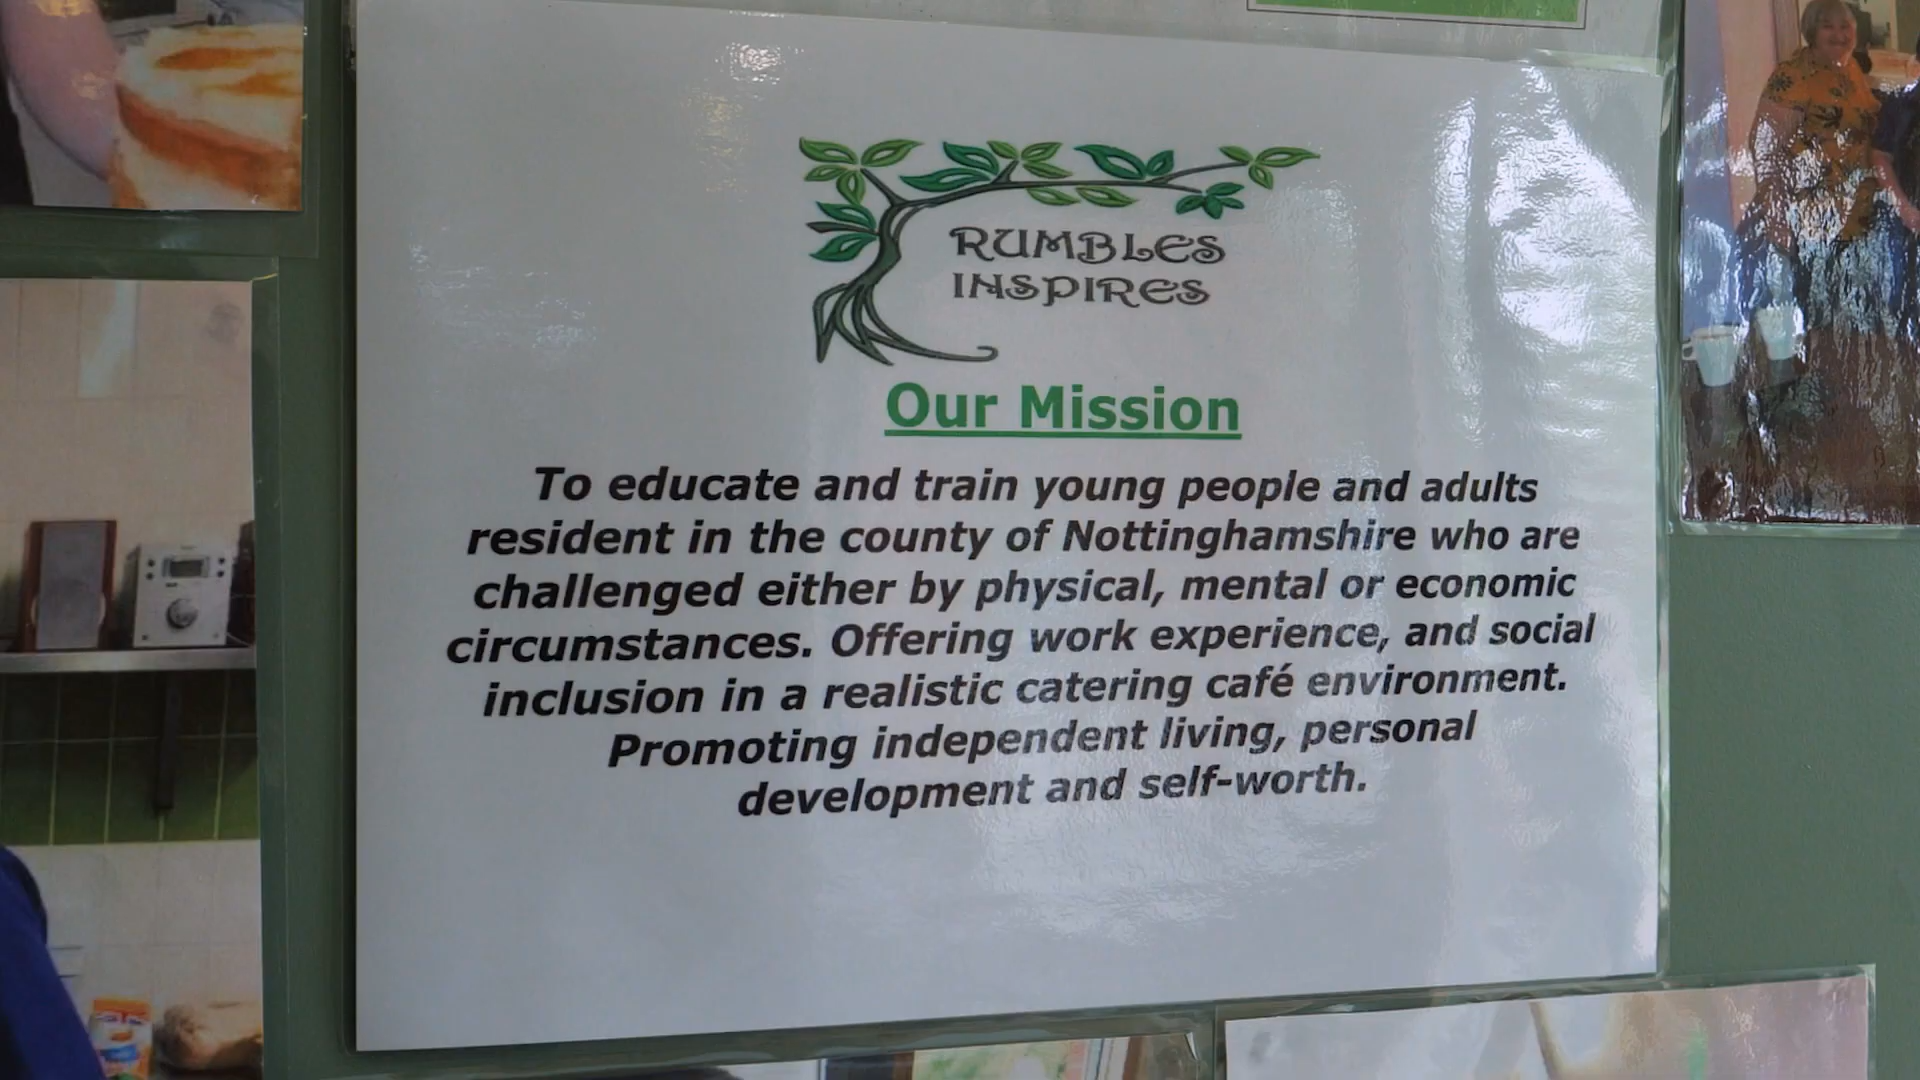 RUMBLES
INSPIRES
Our Mission
To educate and train young people and adults
resident in the county of Nottinghamshire who are
challenged either by physical, mental or economic
circumstances. Offering work experience, and social
inclusion in a realistic catering café environment.
Promoting independent living, personal
development and self-worth.